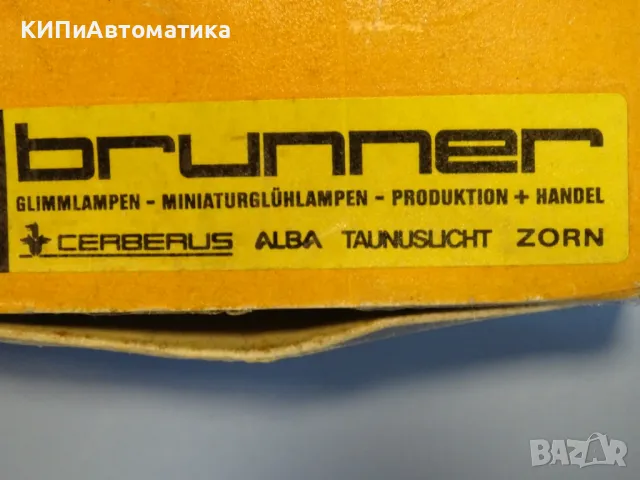 КИПиАвтоматика
brunner
GLIMMLAMPEN - MINIATURGLÜHLAMPEN - PRODUKTION + HANDEL
CERBERUS ALBA TAUNUSLICHT ZORN
BAZAR